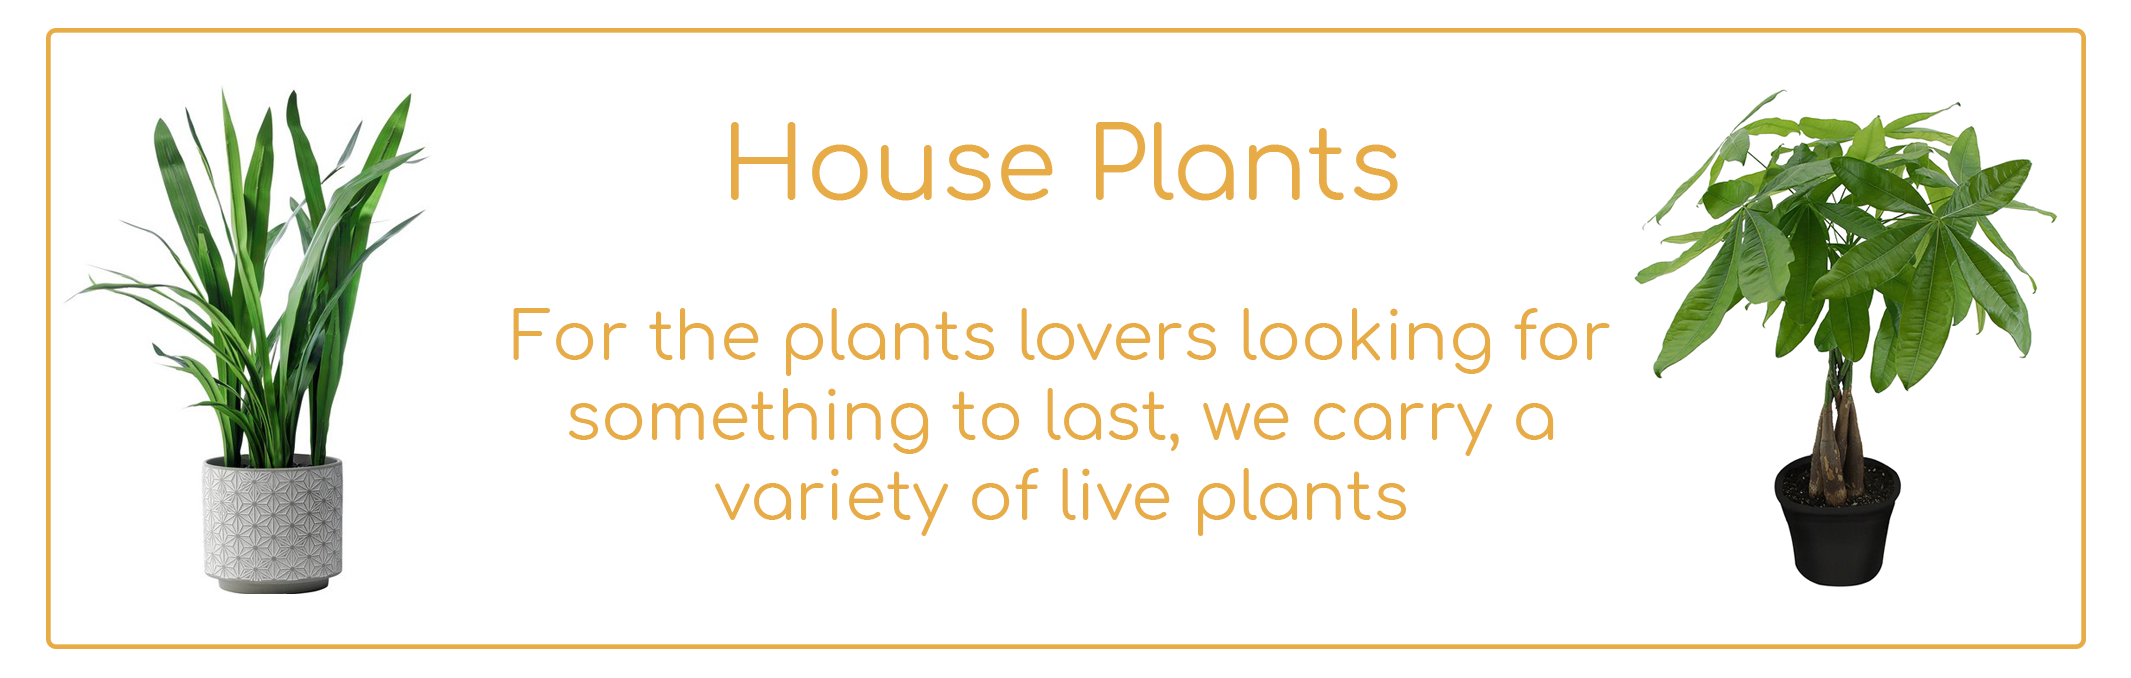 House Plants
For the plants lovers looking for
something to last, we carry a
variety of live plants